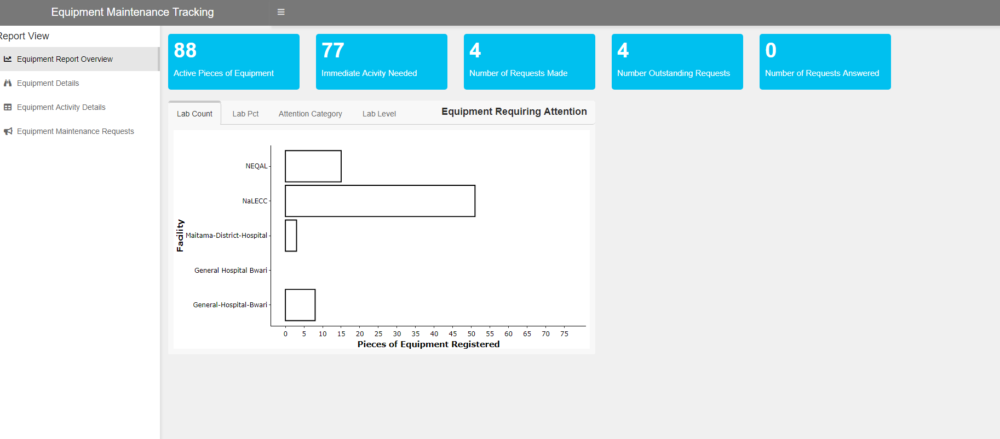 Equipment Maintenance Tracking
Report View
Equipment Report Overview
Equipment Details
Equipment Activity Details
Equipment Maintenance Requests
88
Active Pieces of Equipment
77
Immediate Acivity Needed
4
Number of Requests Made
4
Number Outstanding Requests
0
Number of Requests Answered
Lab Count Lab Pct Attention Category Lab Level Equipment Requiring Attention
Facility
NEQAL
NaLECC
Maitama-District-Hospital
General Hospital Bwari
General-Hospital-Bwari
0 5 10 15 20 25 30 35 40 45 50 55 60 65 70 75
Pieces of Equipment Registered